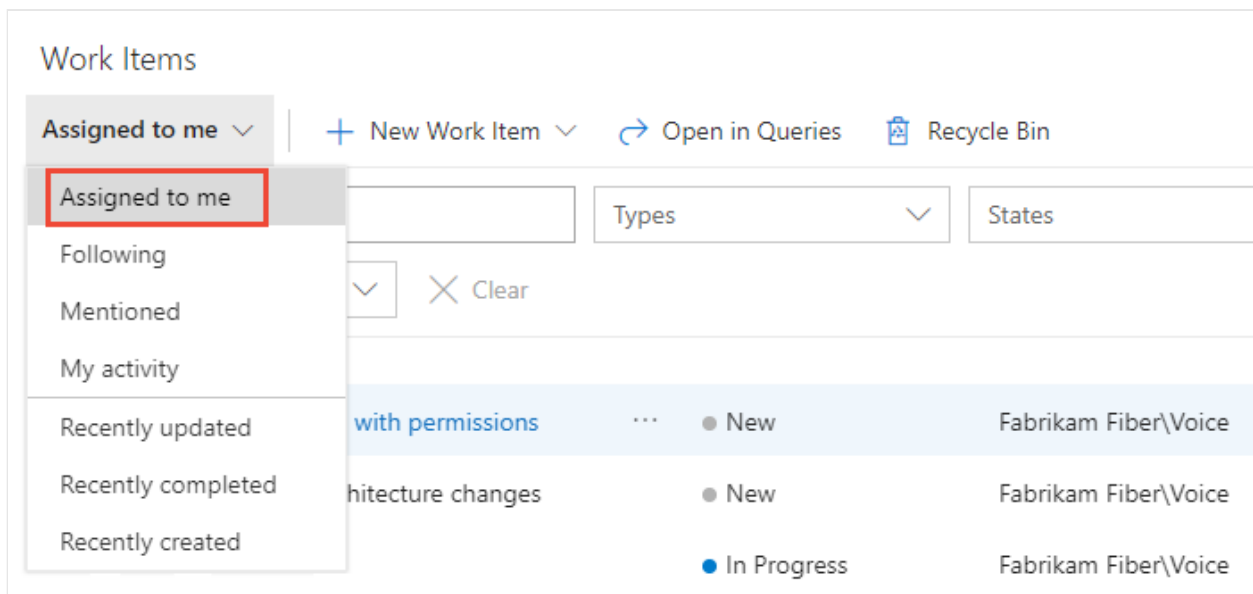 Work Items
Assigned to me New Work Item Open in Queries Recycle Bin
Assigned to me
Types States
Following
Clear
Mentioned
My activity
with permissions ... New Fabrikam Fiber\Voice
Recently updated
Recently completed
changes New Fabrikam Fiber\Voice
Recently created
In Progress Fabrikam Fiber\Voice